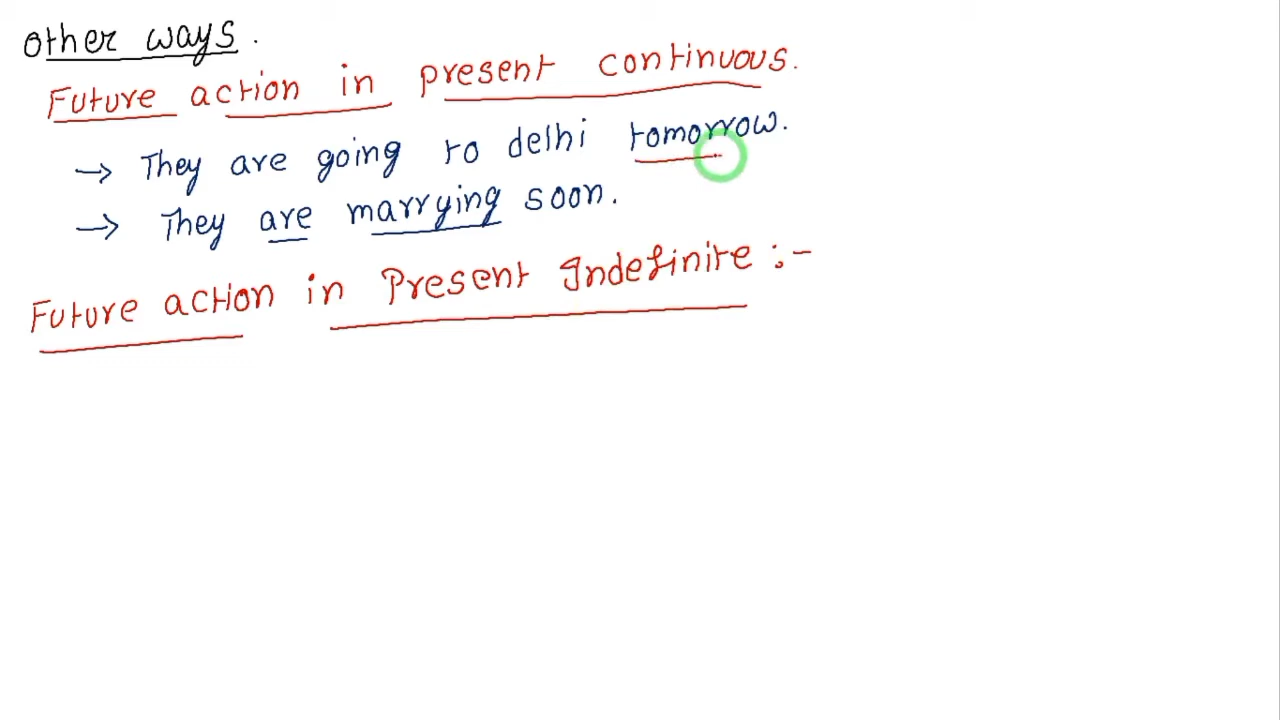 other ways.
Future action in present continuous.
→ They are going to delhi tomorrow.
→ They are marrying soon.
Future action in Present Indefinite :-